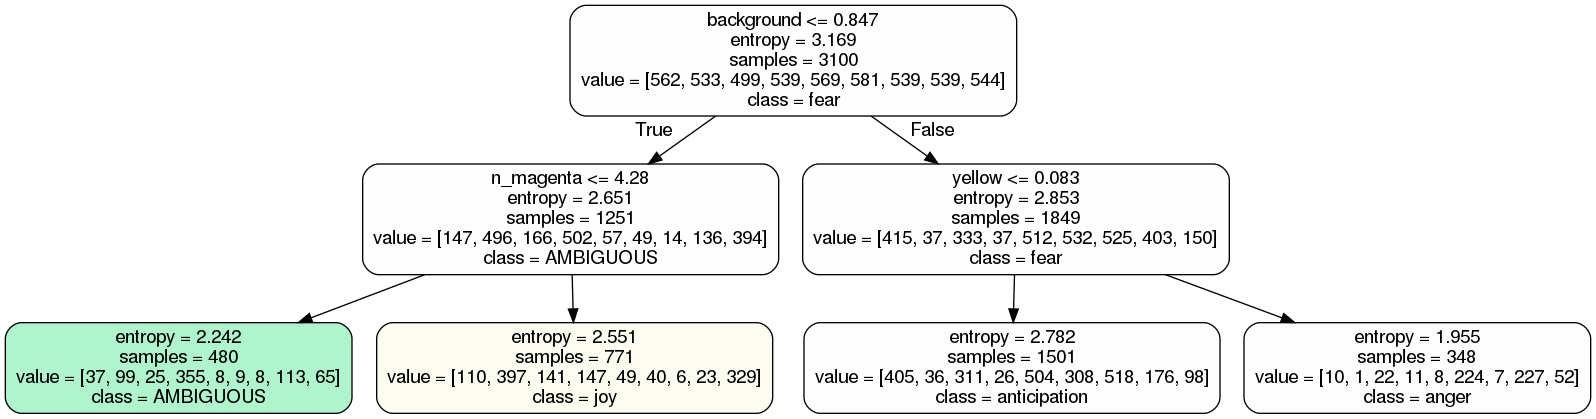 background <= 0.847
entropy = 3.169
samples = 3100
value = [562, 533, 499, 539, 569, 581, 539, 539, 544]
class = fear
True
False
n_magenta <= 4.28
entropy = 2.651
samples = 1251
value = [147, 496, 166, 502, 57, 49, 14, 136, 394]
class = AMBIGUOUS
yellow <= 0.083
entropy = 2.853
samples = 1849
value = [415, 37, 333, 37, 512, 532, 525, 403, 150]
class = fear
entropy = 2.242
samples = 480
value = [37, 99, 25, 355, 8, 9, 8, 113, 65]
class = AMBIGUOUS
entropy = 2.551
samples = 771
value = [110, 397, 141, 147, 49, 40, 6, 23, 329]
class = joy
entropy = 2.782
samples = 1501
value = [405, 36, 311, 26, 504, 308, 518, 176, 98]
class = anticipation
entropy = 1.955
samples = 348
value = [10, 1, 22, 11, 8, 224, 7, 227, 52]
class = anger